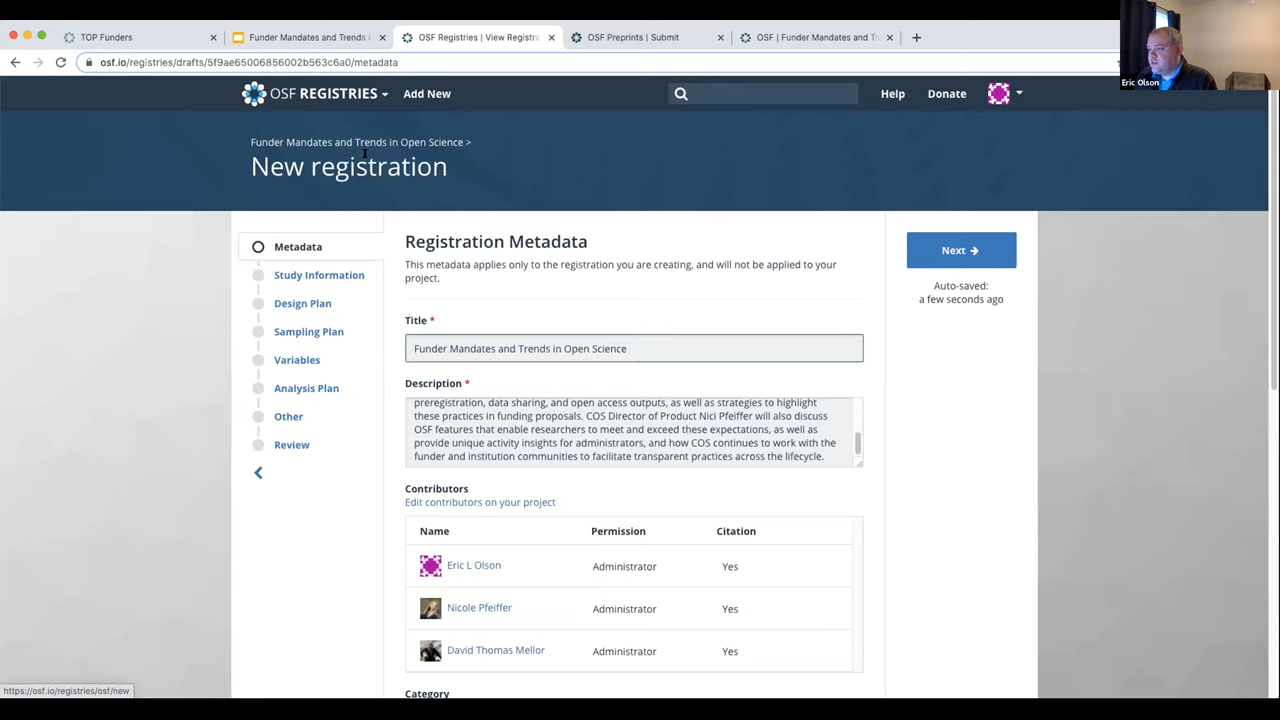 TOP Funders
Funder Mandates and Trends i
OSF Registries | View Registra
OSF Preprints | Submit
OSF | Funder Mandates and Tr
osf.io/registries/drafts/5f9ae65006856002b563c6a0/metadata
Eric Olson
OSF REGISTRIES
Add New
Help
Donate
Funder Mandates and Trends in Open Science >
New registration
Metadata
Study Information
Design Plan
Sampling Plan
Variables
Analysis Plan
Other
Review
Registration Metadata
This metadata applies only to the registration you are creating, and will not be applied to your
project.
Title *
Funder Mandates and Trends in Open Science
Description *
preregistration, data sharing, and open access outputs, as well as strategies to highlight
these practices in funding proposals. COS Director of Product Nici Pfeiffer will also discuss
OSF features that enable researchers to meet and exceed these expectations, as well as
provide unique activity insights for administrators, and how COS continues to work with the
funder and institution communities to facilitate transparent practices across the lifecycle.
Contributors
Edit contributors on your project
Name Permission Citation
Eric L Olson Administrator Yes
Nicole Pfeiffer Administrator Yes
David Thomas Mellor Administrator Yes
Category
Next
Auto-saved:
a few seconds ago
https://osf.io/registries/osf/new